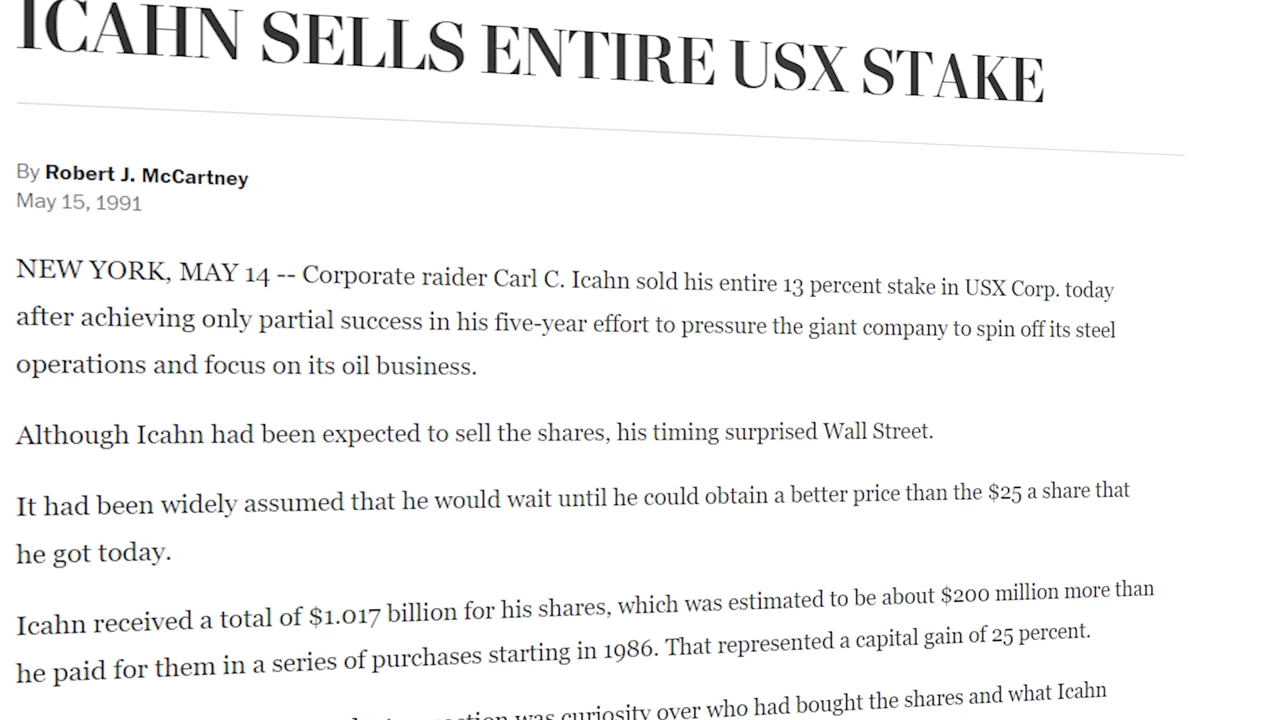 ICAHN SELLS ENTIRE USX STAKE
By Robert J. McCartney
May 15, 1991
NEW YORK, MAY 14 -- Corporate raider Carl C. Icahn sold his entire 13 percent stake in USX Corp. today
after achieving only partial success in his five-year effort to pressure the giant company to spin off its steel
operations and focus on its oil business.
Although Icahn had been expected to sell the shares, his timing surprised Wall Street.
It had been widely assumed that he would wait until he could obtain a better price than the $25 a share that
he got today.
Icahn received a total of $1.017 billion for his shares, which was estimated to be about $200 million more than
he paid for them in a series of purchases starting in 1986. That represented a capital gain of 25 percent.
was curiosity over who had bought the shares and what Icahn